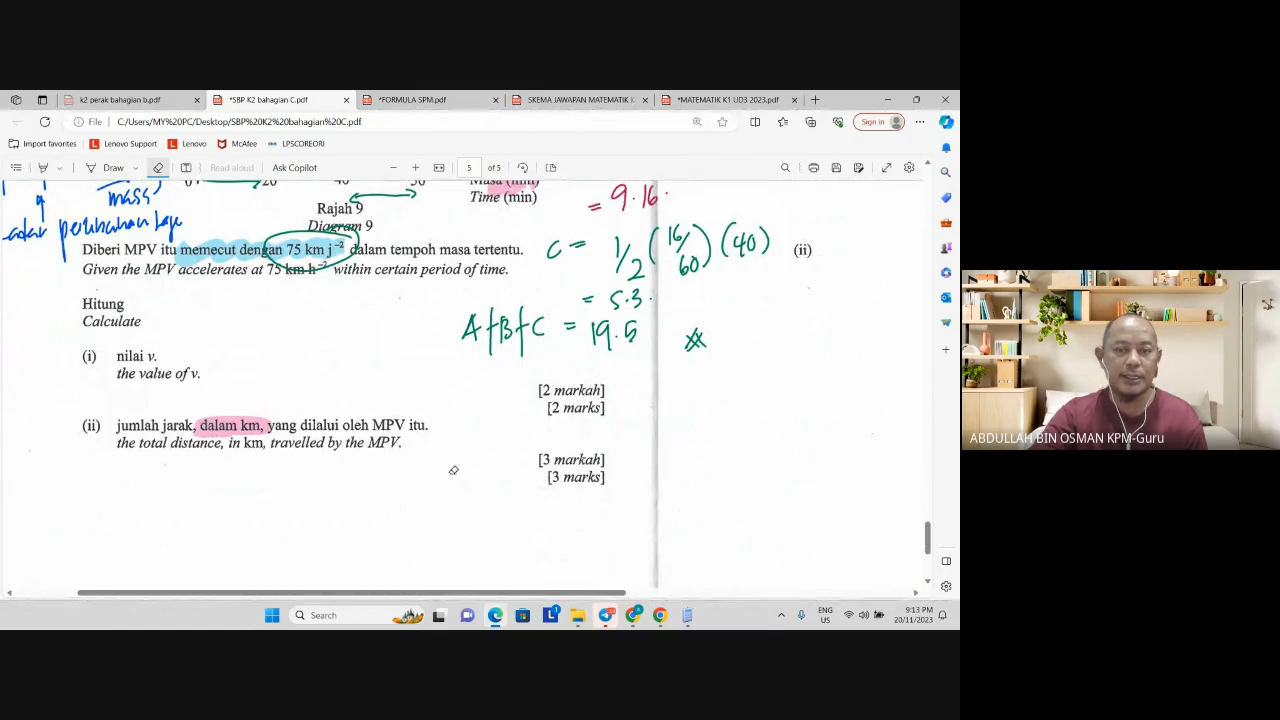 k2 perak bahagian b.pdf
*SBP K2 bahagian C.pdf
*FORMULA SPM.pdf
SKEMA JAWAPAN MATEMATIK K
*MATEMATIK K1 UD3 2023.pdf
File
C:/Users/MY%20PC/Desktop/SBP%20K2%20bahagian%20C.pdf
Sign in
Import favorites
Lenovo Support
Lenovo
McAfee
LPSCOREORI
Draw
Read aloud
Ask Copilot
5 of 5
mass
20
Masa (min)
Time (min)
= 9.16
Rajah 9
Diagram 9
Diberi MPV itu memecut dengan 75 km j⁻² dalam tempoh masa tertentu.
Given the MPV accelerates at 75 km h⁻² within certain period of time.
C = 1/2 (16/60) (40)
= 5.3
A+B+C = 19.5
(ii)
Hitung
Calculate
(i) nilai v.
the value of v.
[2 markah]
[2 marks]
(ii) jumlah jarak, dalam km, yang dilalui oleh MPV itu.
the total distance, in km, travelled by the MPV.
[3 markah]
[3 marks]
Search
ENG
US
9:13 PM
20/11/2023
ABDULLAH BIN OSMAN KPM-Guru